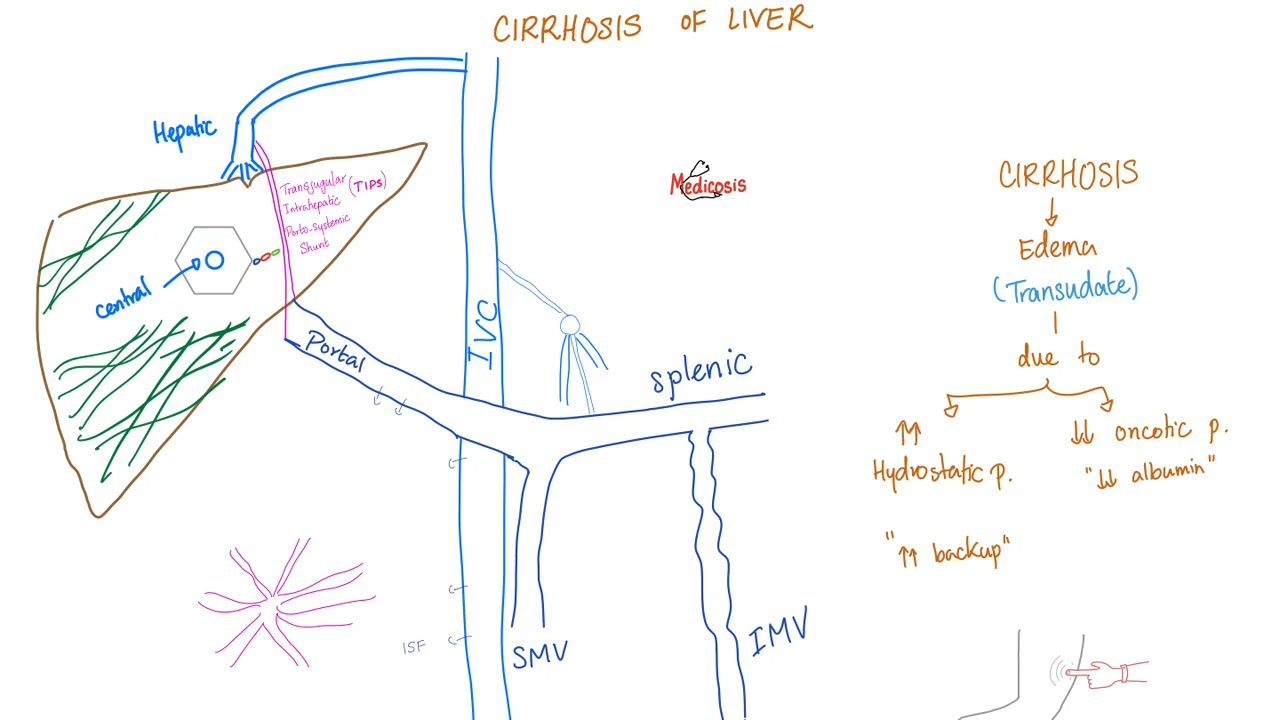 CIRRHOSIS OF LIVER
Hepatic
Transjugular (TIPS)
Intrahepatic
Porto-systemic
Shunt
central
Portal
IVC
splenic
SMV
IMV
ISF
Medicosis
CIRRHOSIS
Edema
(Transudate)
due to
↑↑
Hydrostatic p.
"↑↑ backup"
↓↓ oncotic p.
"↓↓ albumin"